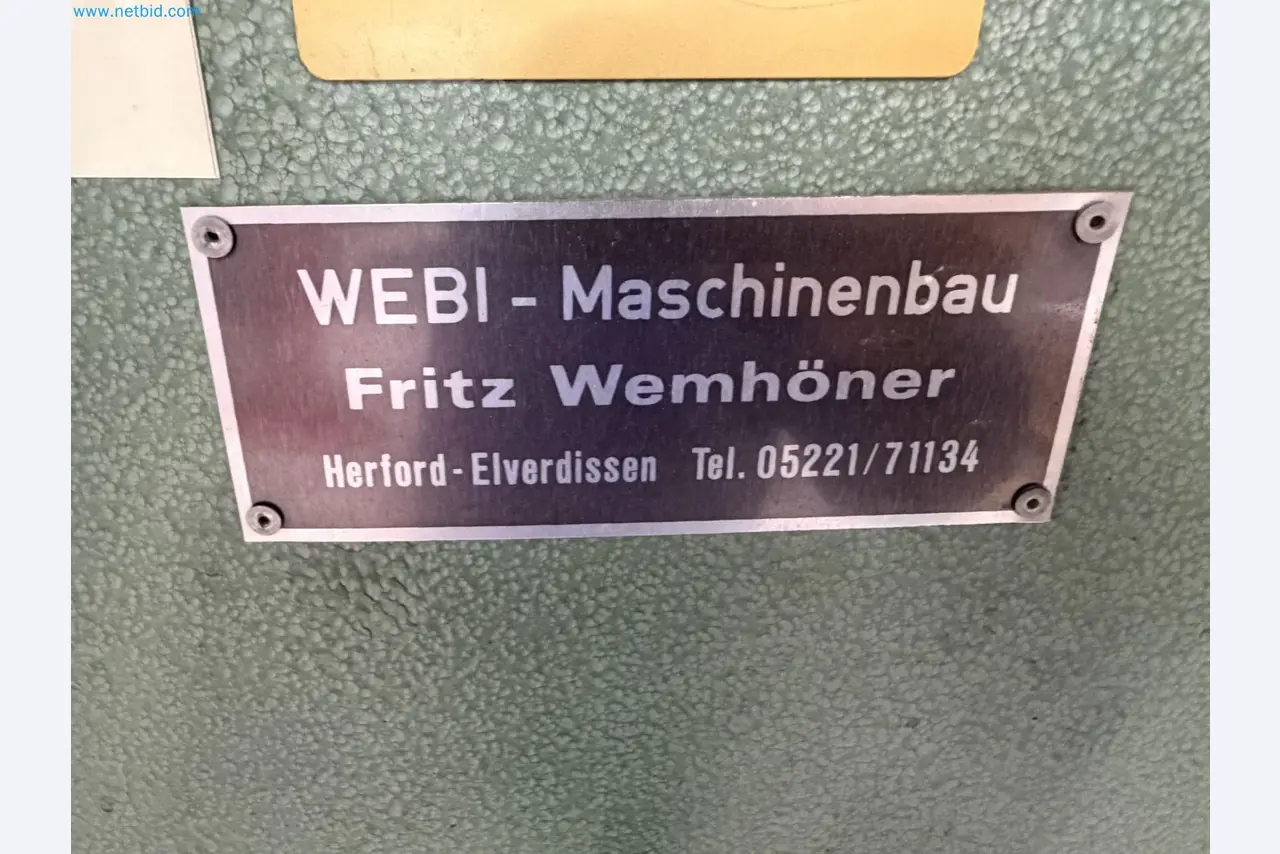 www.netbid.com
WEBI - Maschinenbau
Fritz Wemhöner
Herford-Elverdissen Tel. 05221/71134